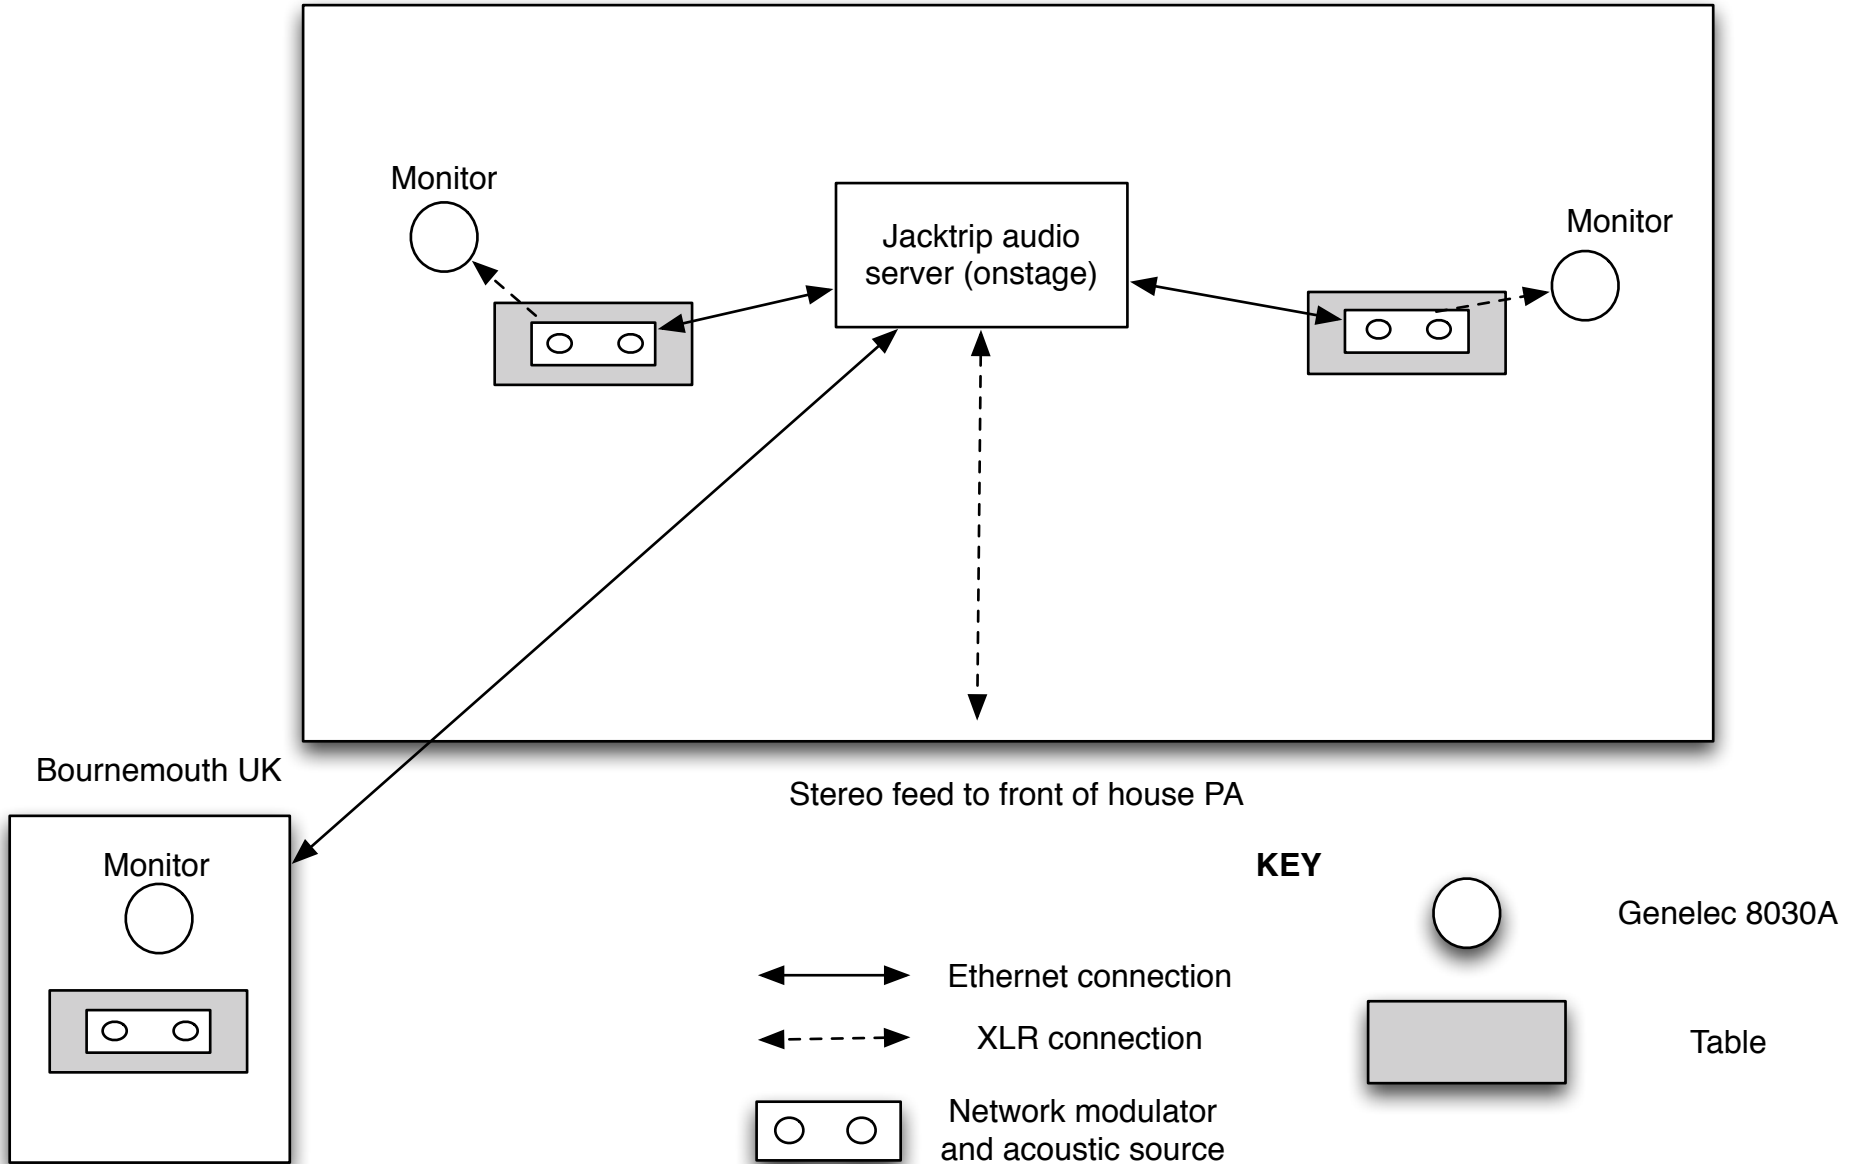 Monitor
Jacktrip audio
server (onstage)
Monitor
Bournemouth UK
Stereo feed to front of house PA
Monitor
KEY
Genelec 8030A
Ethernet connection
XLR connection
Table
Network modulator
and acoustic source